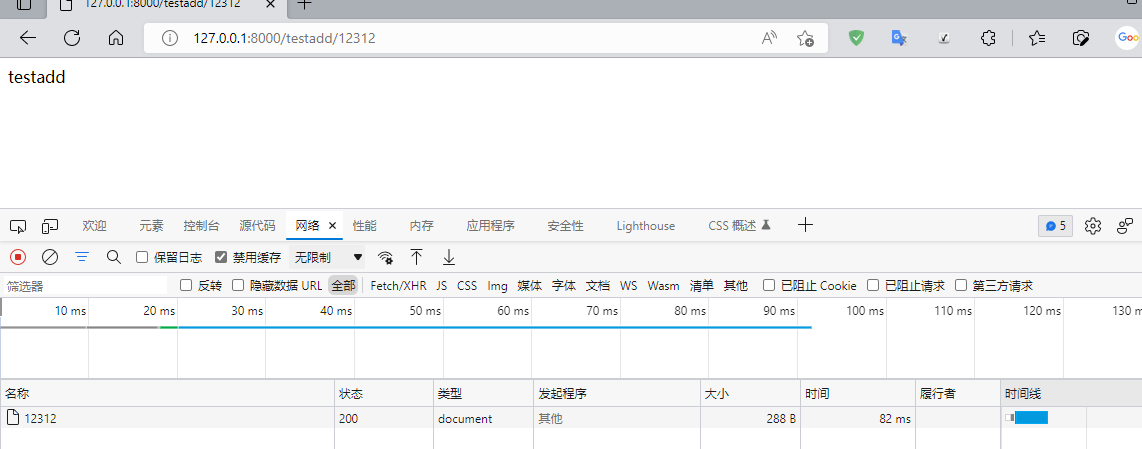 127.0.0.1:8000/testadd/12312
127.0.0.1:8000/testadd/12312 Goo
testadd
欢迎 元素 控制台 源代码 网络 性能 内存 应用程序 安全性 Lighthouse CSS 概述 5
保留日志 禁用缓存 无限制
筛选器 反转 隐藏数据 URL 全部 Fetch/XHR JS CSS Img 媒体 字体 文档 WS Wasm 清单 其他 已阻止 Cookie 已阻止请求 第三方请求
10 ms 20 ms 30 ms 40 ms 50 ms 60 ms 70 ms 80 ms 90 ms 100 ms 110 ms 120 ms 130 m
名称 状态 类型 发起程序 大小 时间 履行者 时间线
12312 200 document 其他 288 B 82 ms